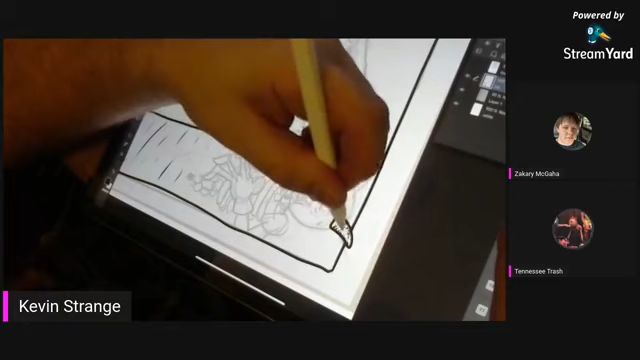 Powered by
StreamYard
Zakary McGaha
Tennessee Trash
Kevin Strange